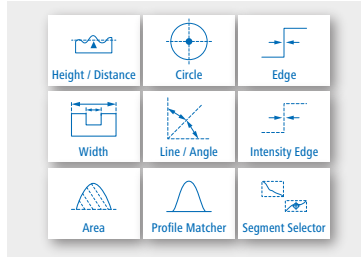 Height / Distance
Circle
Edge
Width
Line / Angle
Intensity Edge
Area
Profile Matcher
Segment Selector